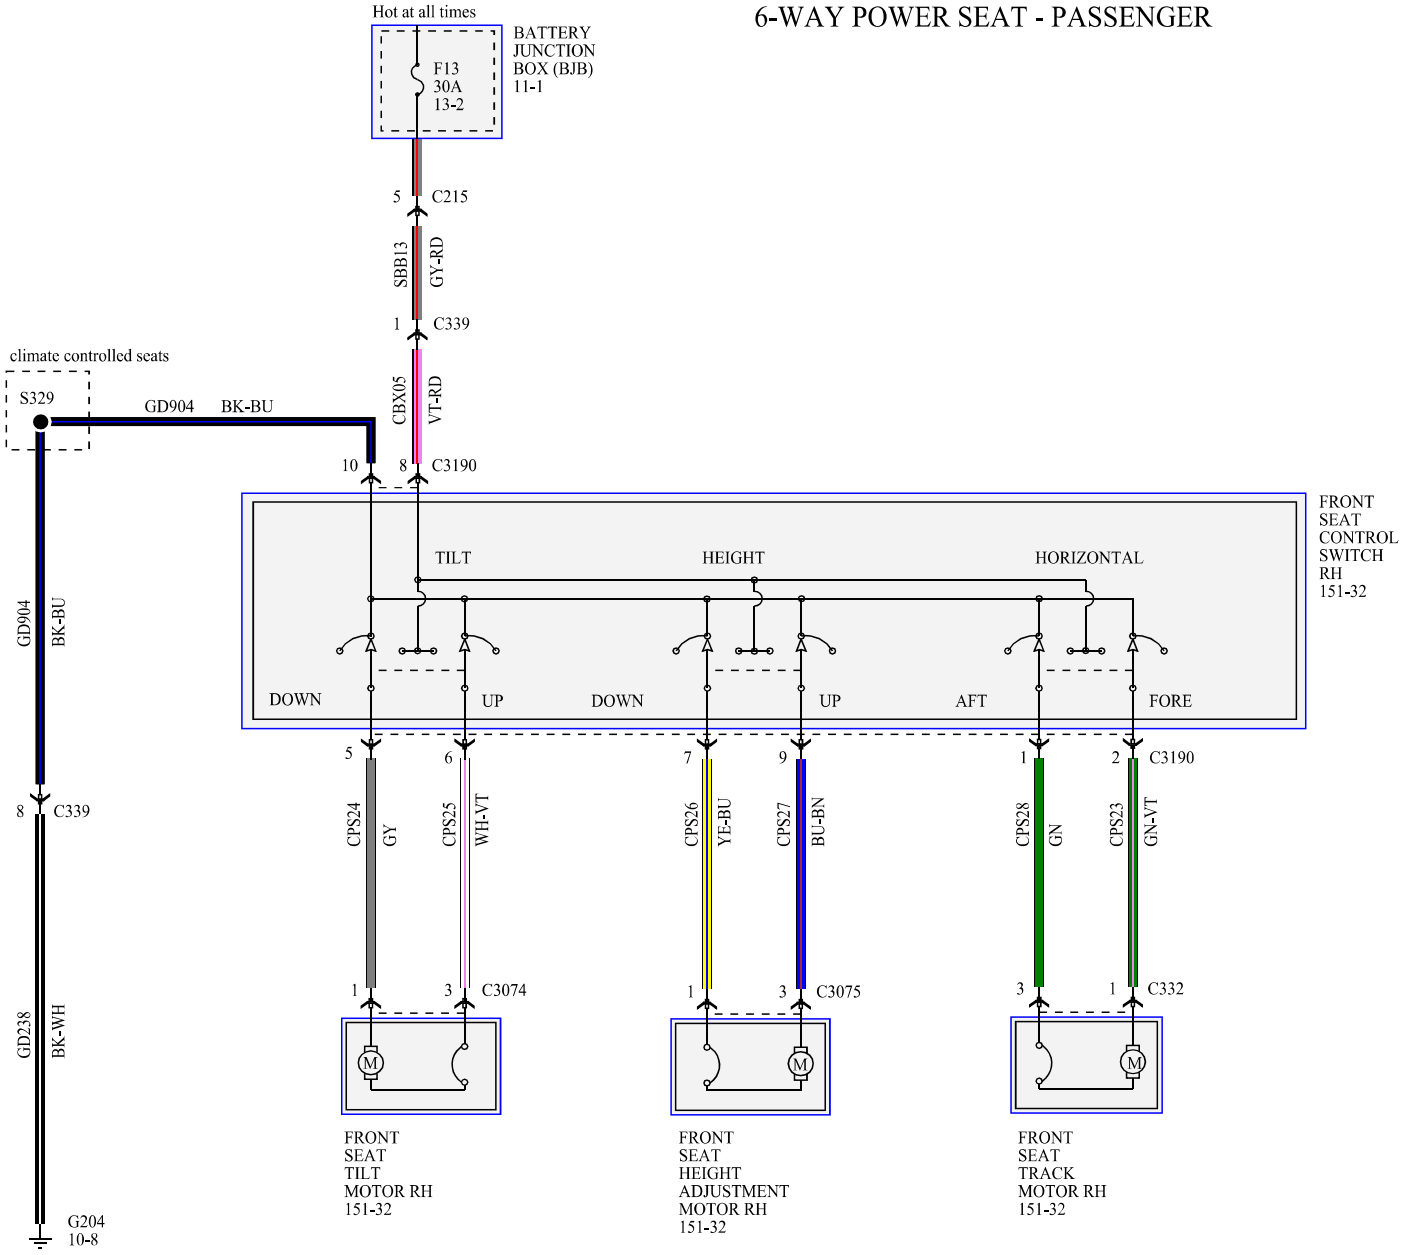 Hot at all times
6-WAY POWER SEAT - PASSENGER
BATTERY
JUNCTION
BOX (BJB)
11-1
F13
30A
13-2
5 C215
SBB13 GY-RD
1 C339
climate controlled seats
S329
GD904 BK-BU
CBX05 VT-RD
10 8 C3190
FRONT
SEAT
CONTROL
SWITCH
RH
151-32
TILT HEIGHT HORIZONTAL
GD904 BK-BU
DOWN UP DOWN UP AFT FORE
5 6 7 9 1 2 C3190
CPS24 GY CPS25 WH-VT CPS26 YE-BU CPS27 BU-BN CPS28 GN CPS23 GN-VT
8 C339
1 3 C3074 1 3 C3075 3 1 C332
GD238 BK-WH
M M M
FRONT
SEAT
TILT
MOTOR RH
151-32
FRONT
SEAT
HEIGHT
ADJUSTMENT
MOTOR RH
151-32
FRONT
SEAT
TRACK
MOTOR RH
151-32
G204
10-8